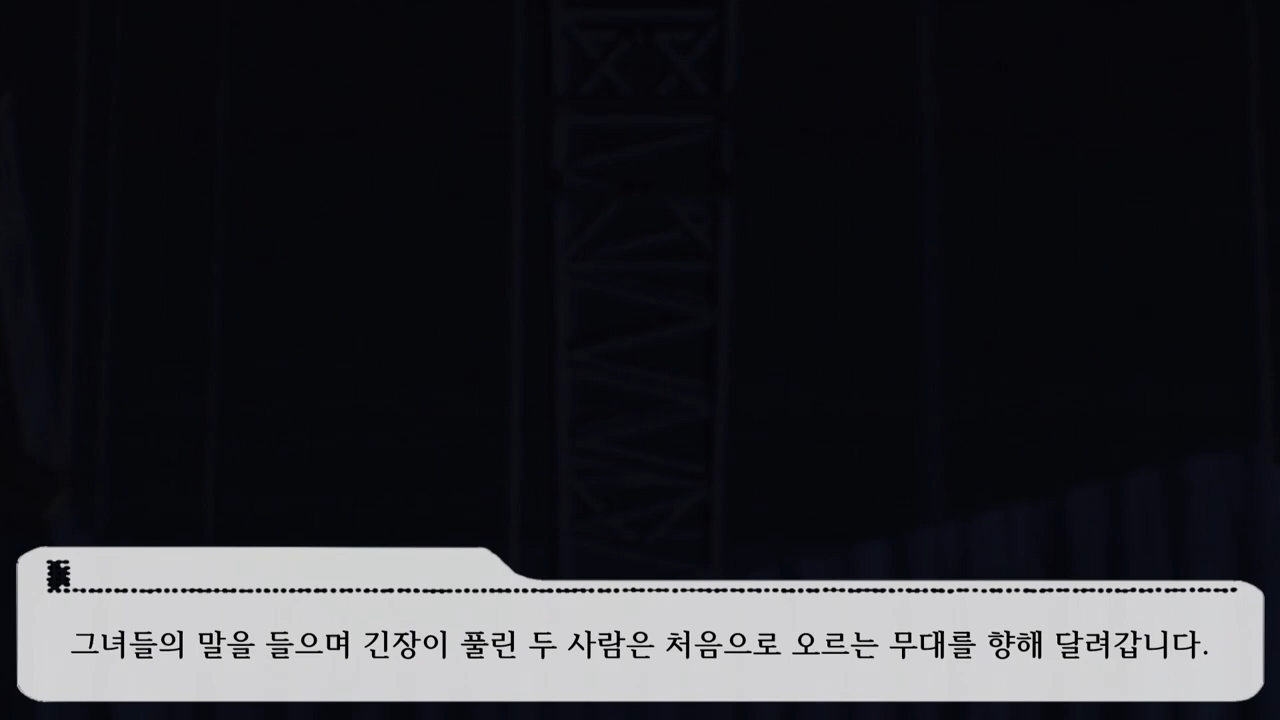 그녀들의 말을 들으며 긴장이 풀린 두 사람은 처음으로 오르는 무대를 향해 달려갑니다.